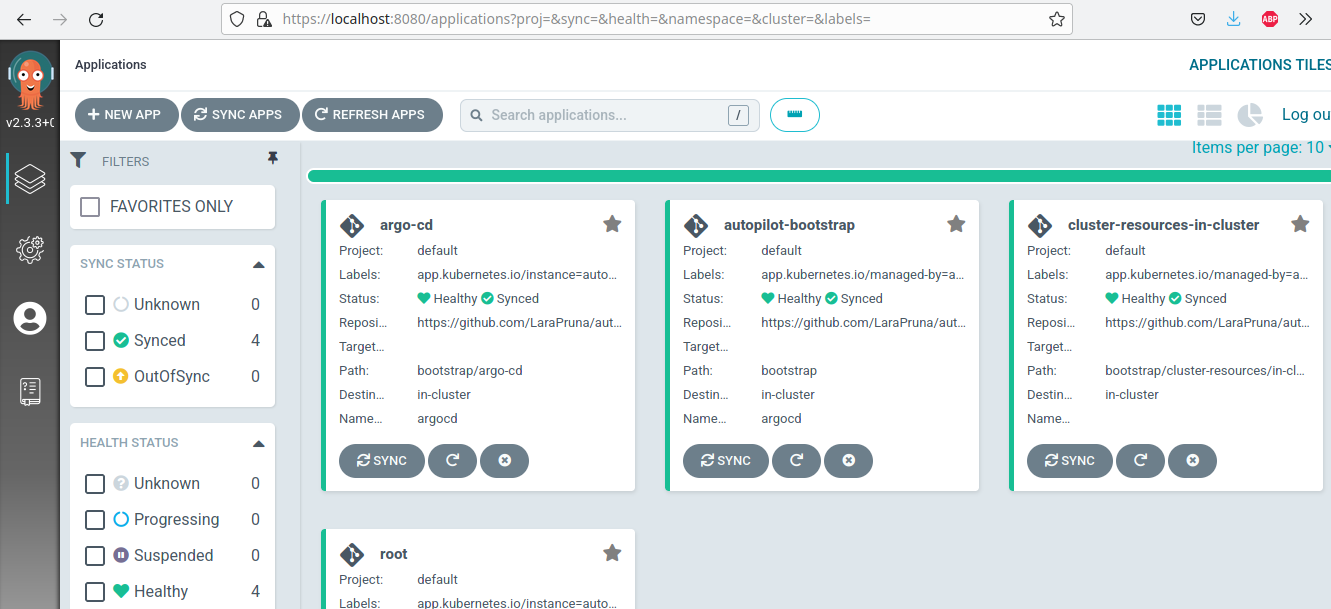 https://localhost:8080/applications?proj=&sync=&health=&namespace=&cluster=&labels=
ABP
Applications
APPLICATIONS TILES
v2.3.3+0
NEW APP
SYNC APPS
REFRESH APPS
Search applications...
/
Log ou
Items per page: 10
FILTERS
FAVORITES ONLY
SYNC STATUS
Unknown 0
Synced 4
OutOfSync 0
HEALTH STATUS
Unknown 0
Progressing 0
Suspended 0
Healthy 4
argo-cd
Project: default
Labels: app.kubernetes.io/instance=auto...
Status: Healthy Synced
Reposi... https://github.com/LaraPruna/aut...
Target...
Path: bootstrap/argo-cd
Destin... in-cluster
Name... argocd
SYNC
autopilot-bootstrap
Project: default
Labels: app.kubernetes.io/managed-by=a...
Status: Healthy Synced
Reposi... https://github.com/LaraPruna/aut...
Target...
Path: bootstrap
Destin... in-cluster
Name... argocd
SYNC
cluster-resources-in-cluster
Project: default
Labels: app.kubernetes.io/managed-by=a...
Status: Healthy Synced
Reposi... https://github.com/LaraPruna/aut...
Target...
Path: bootstrap/cluster-resources/in-cl...
Destin... in-cluster
Name...
SYNC
root
Project: default
Labels: app.kubernetes.io/instance=auto...